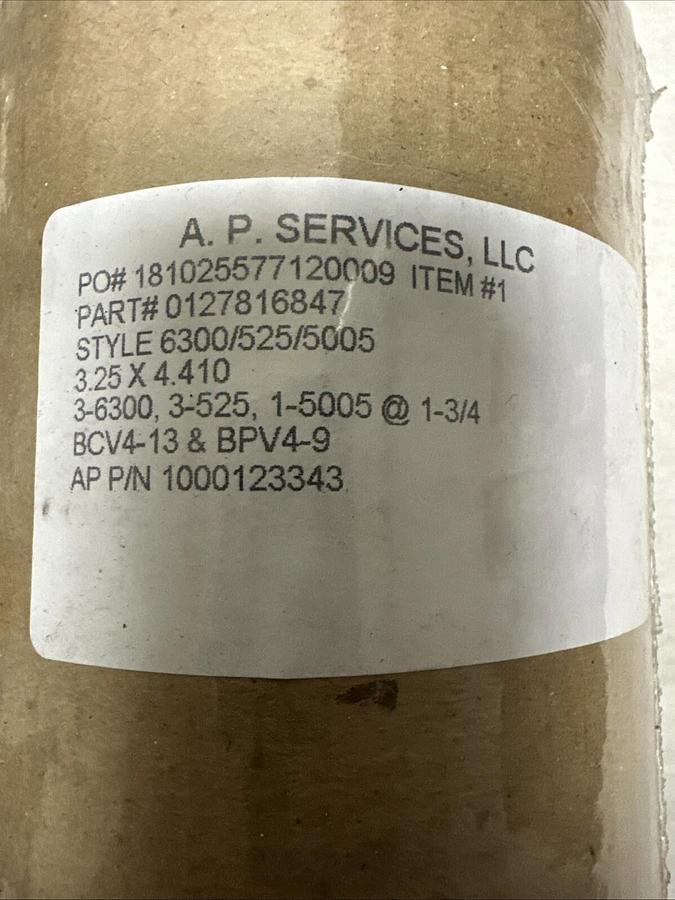 A. P. SERVICES, LLC
PO# 181025577120009 ITEM #1
PART# 0127816847
STYLE 6300/525/5005
3.25 X 4.410
3-6300, 3-525, 1-5005 @ 1-3/4
BCV4-13 & BPV4-9
AP P/N 1000123343